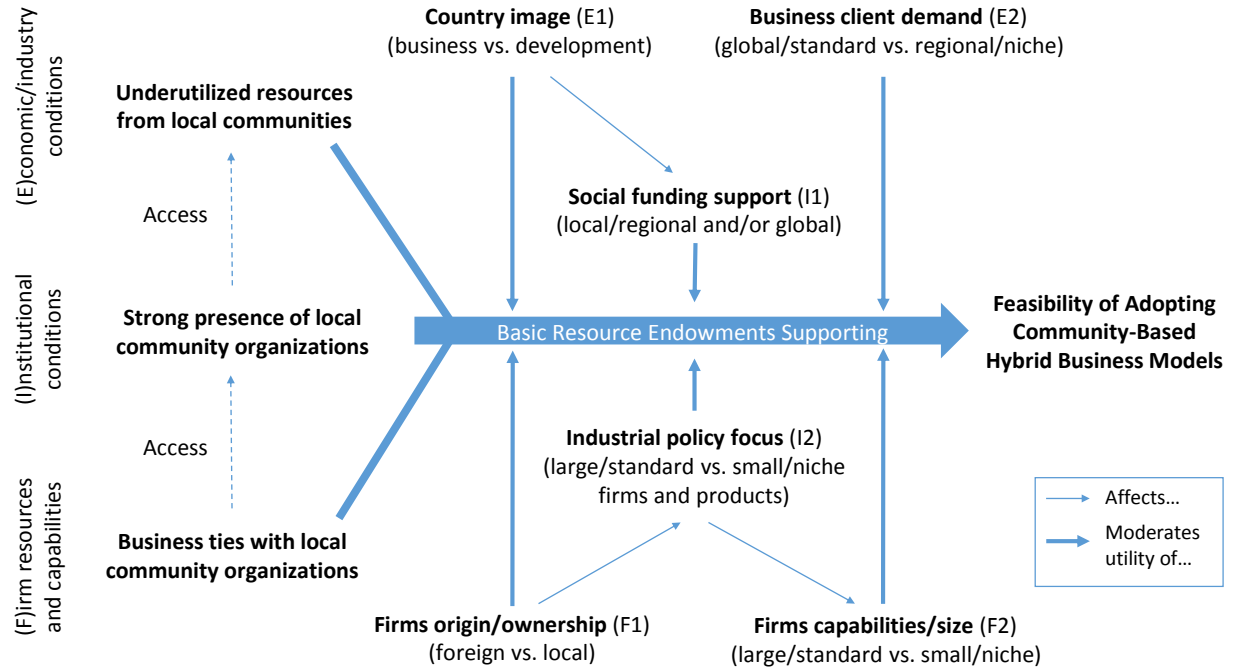 (E)conomic/industry
conditions
(I)nstitutional
conditions
(F)irm resources
and capabilities
Country image (E1)
(business vs. development)
Business client demand (E2)
(global/standard vs. regional/niche)
Underutilized resources
from local communities
Access
Social funding support (I1)
(local/regional and/or global)
Strong presence of local
community organizations
Basic Resource Endowments Supporting
Feasibility of Adopting
Community-Based
Hybrid Business Models
Access
Industrial policy focus (I2)
(large/standard vs. small/niche
firms and products)
Business ties with local
community organizations
Firms origin/ownership (F1)
(foreign vs. local)
Firms capabilities/size (F2)
(large/standard vs. small/niche)
Affects...
Moderates
utility of...